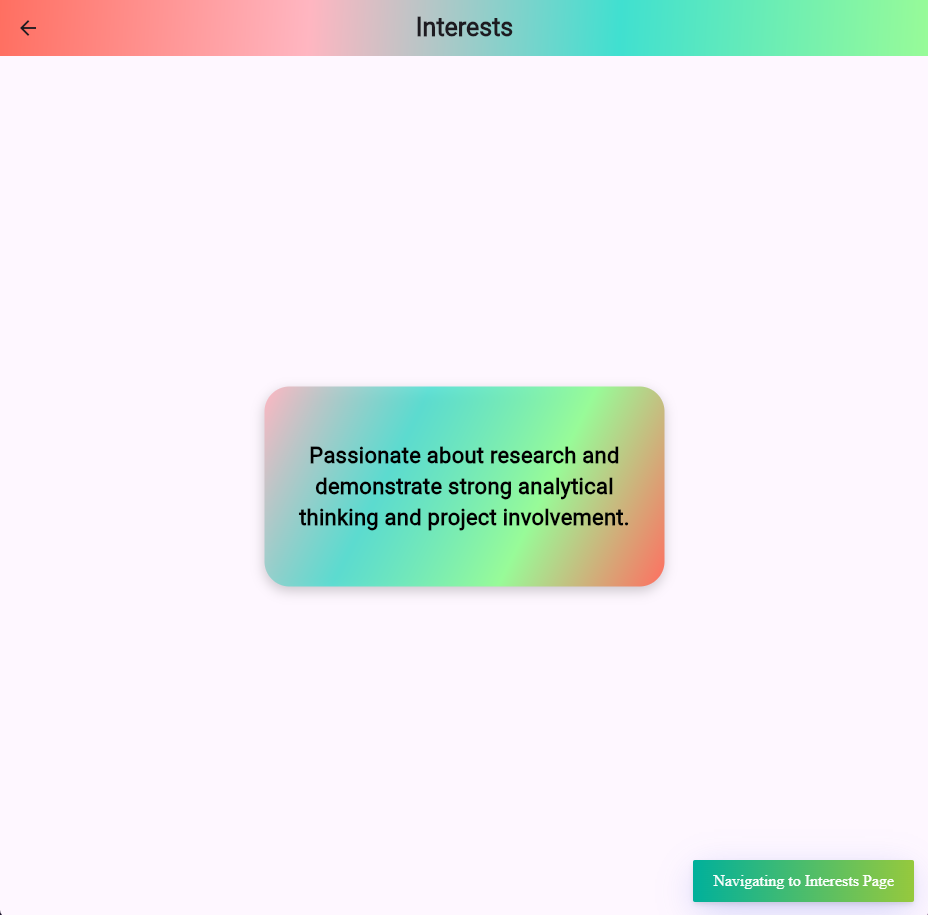 Interests
Passionate about research and
demonstrate strong analytical
thinking and project involvement.
Navigating to Interests Page